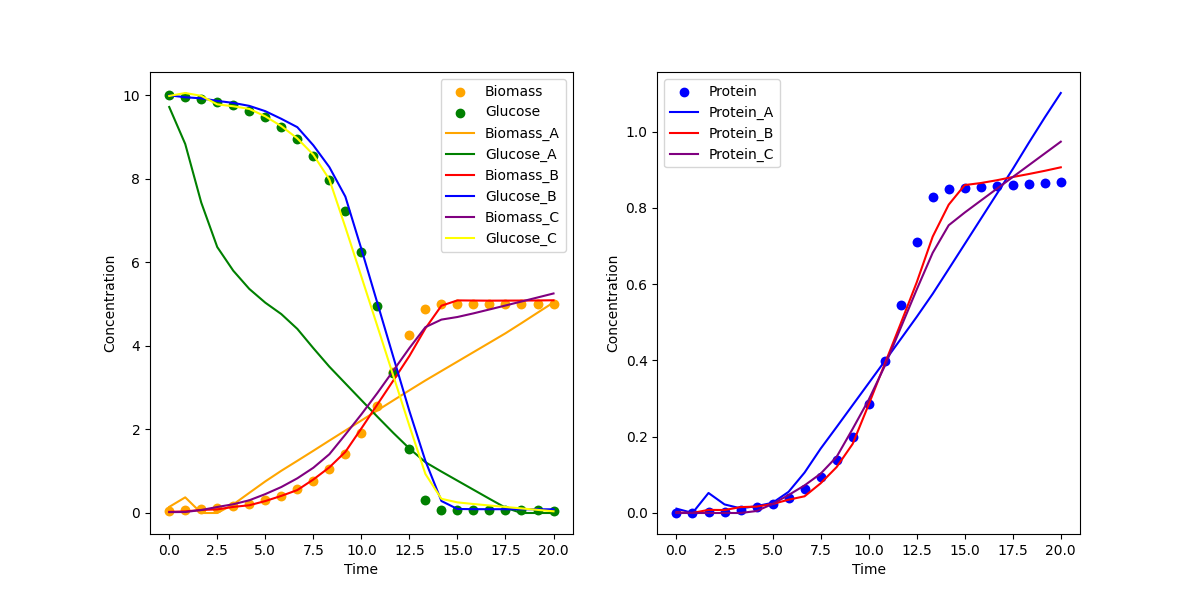 Concentration
10
8
6
4
2
0
0.0 2.5 5.0 7.5 10.0 12.5 15.0 17.5 20.0
Time
Biomass
Glucose
Biomass_A
Glucose_A
Biomass_B
Glucose_B
Biomass_C
Glucose_C
Concentration
1.0
0.8
0.6
0.4
0.2
0.0
0.0 2.5 5.0 7.5 10.0 12.5 15.0 17.5 20.0
Time
Protein
Protein_A
Protein_B
Protein_C